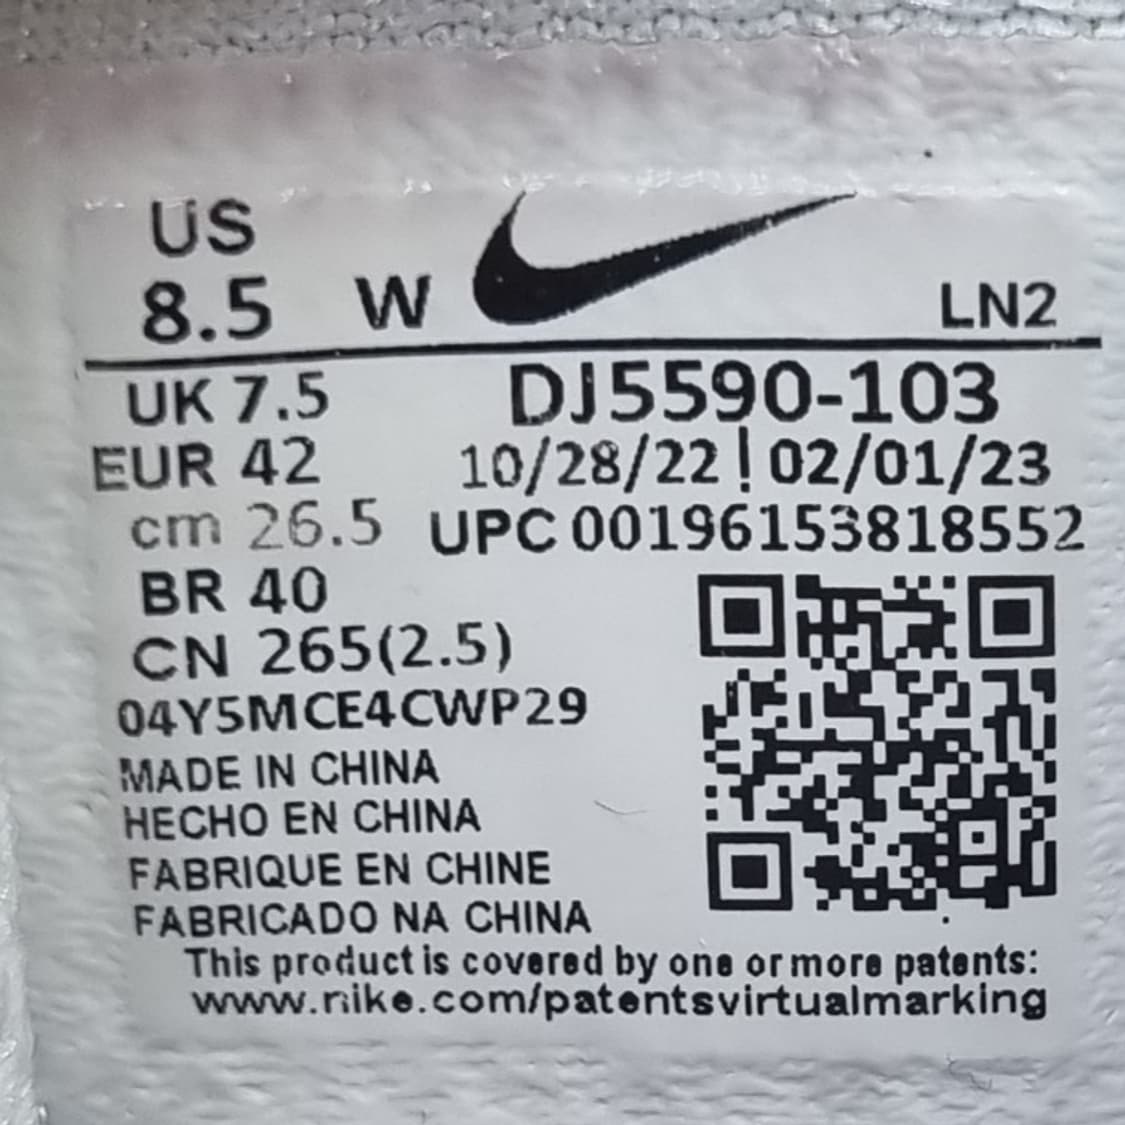 US
8.5 W LN2
UK 7.5 DJ5590-103
EUR 42 10/28/22 ! 02/01/23
cm 26.5 UPC 00196153818552
BR 40
CN 265(2.5)
04Y5MCE4CWP29
MADE IN CHINA
HECHO EN CHINA
FABRIQUE EN CHINE
FABRICADO NA CHINA
This product is covered by one or more patents:
www.nike.com/patentsvirtualmarking